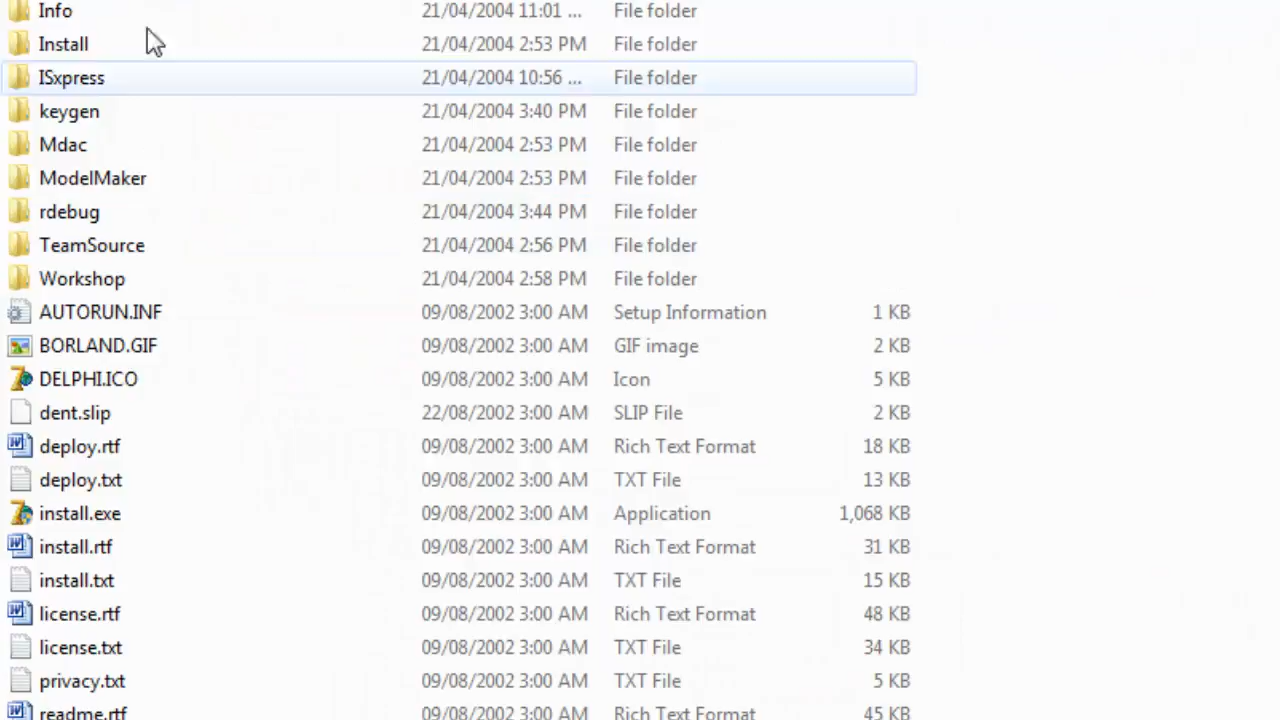 Info 21/04/2004 11:01 ... File folder
Install 21/04/2004 2:53 PM File folder
ISxpress 21/04/2004 10:56 ... File folder
keygen 21/04/2004 3:40 PM File folder
Mdac 21/04/2004 2:53 PM File folder
ModelMaker 21/04/2004 2:53 PM File folder
rdebug 21/04/2004 3:44 PM File folder
TeamSource 21/04/2004 2:56 PM File folder
Workshop 21/04/2004 2:58 PM File folder
AUTORUN.INF 09/08/2002 3:00 AM Setup Information 1 KB
BORLAND.GIF 09/08/2002 3:00 AM GIF image 2 KB
DELPHI.ICO 09/08/2002 3:00 AM Icon 5 KB
dent.slip 22/08/2002 3:00 AM SLIP File 2 KB
deploy.rtf 09/08/2002 3:00 AM Rich Text Format 18 KB
deploy.txt 09/08/2002 3:00 AM TXT File 13 KB
install.exe 09/08/2002 3:00 AM Application 1,068 KB
install.rtf 09/08/2002 3:00 AM Rich Text Format 31 KB
install.txt 09/08/2002 3:00 AM TXT File 15 KB
license.rtf 09/08/2002 3:00 AM Rich Text Format 48 KB
license.txt 09/08/2002 3:00 AM TXT File 34 KB
privacy.txt 09/08/2002 3:00 AM TXT File 5 KB
readme.rtf 09/08/2002 3:00 AM Rich Text Format 45 KB